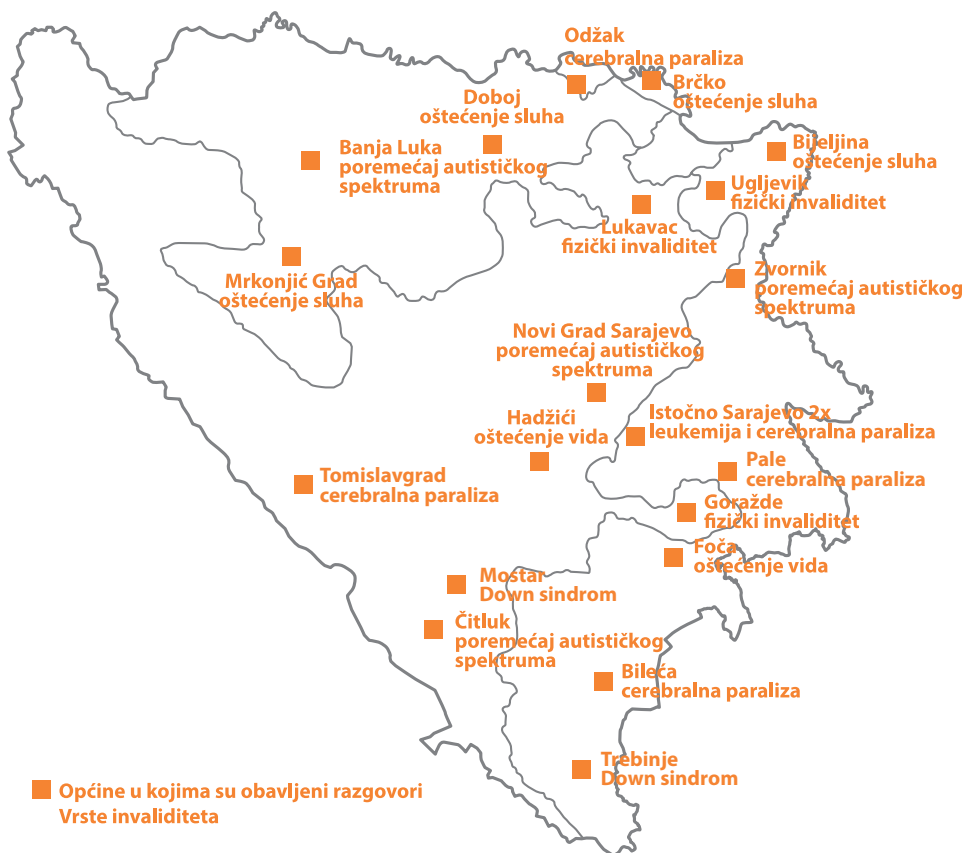 Odžak
cerebralna paraliza
Brčko
oštećenje sluha
Doboj
oštećenje sluha
Banja Luka
poremećaj autističkog
spektruma
Bijeljina
oštećenje sluha
Ugljevik
fizički invaliditet
Lukavac
fizički invaliditet
Mrkonjić Grad
oštećenje sluha
Zvornik
poremećaj autističkog
spektruma
Novi Grad Sarajevo
poremećaj autističkog
spektruma
Hadžići
oštećenje vida
Istočno Sarajevo 2x
leukemija i cerebralna paraliza
Tomislavgrad
cerebralna paraliza
Pale
cerebralna paraliza
Goražde
fizički invaliditet
Foča
oštećenje vida
Mostar
Down sindrom
Čitluk
poremećaj autističkog
spektruma
Bileća
cerebralna paraliza
Trebinje
Down sindrom
Općine u kojima su obavljeni razgovori
Vrste invaliditeta